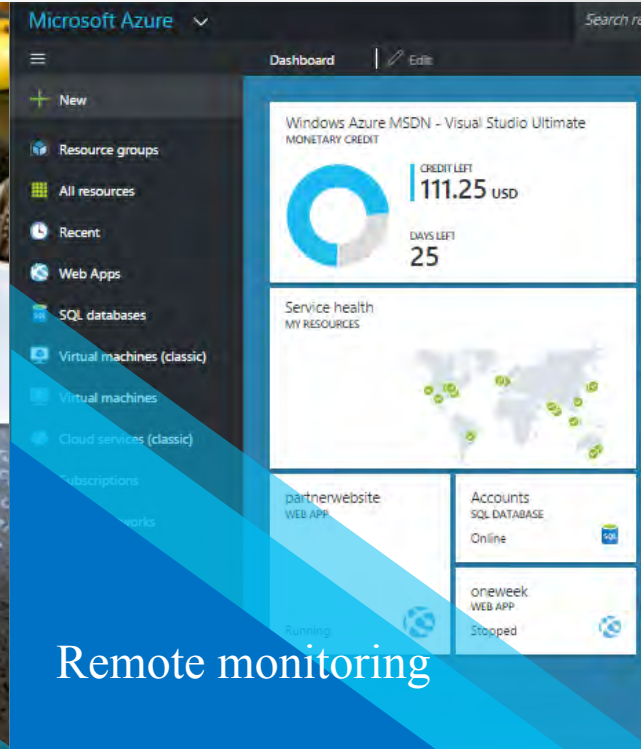 Microsoft Azure
Search re
Dashboard
Edit
New
Resource groups
All resources
Recent
Web Apps
SQL databases
Virtual machines (classic)
Virtual machines
Cloud services (classic)
Subscriptions
works
Windows Azure MSDN - Visual Studio Ultimate
MONETARY CREDIT
CREDIT LEFT
111.25 USD
DAYS LEFT
25
Service health
MY RESOURCES
partnerwebsite
WEB APP
Running
Accounts
SQL DATABASE
Online
SQL
oneweek
WEB APP
Stopped
Remote monitoring